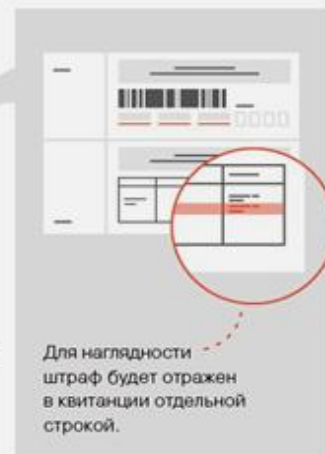 Для наглядности
штраф будет отражен
в квитанции отдельной
строкой.